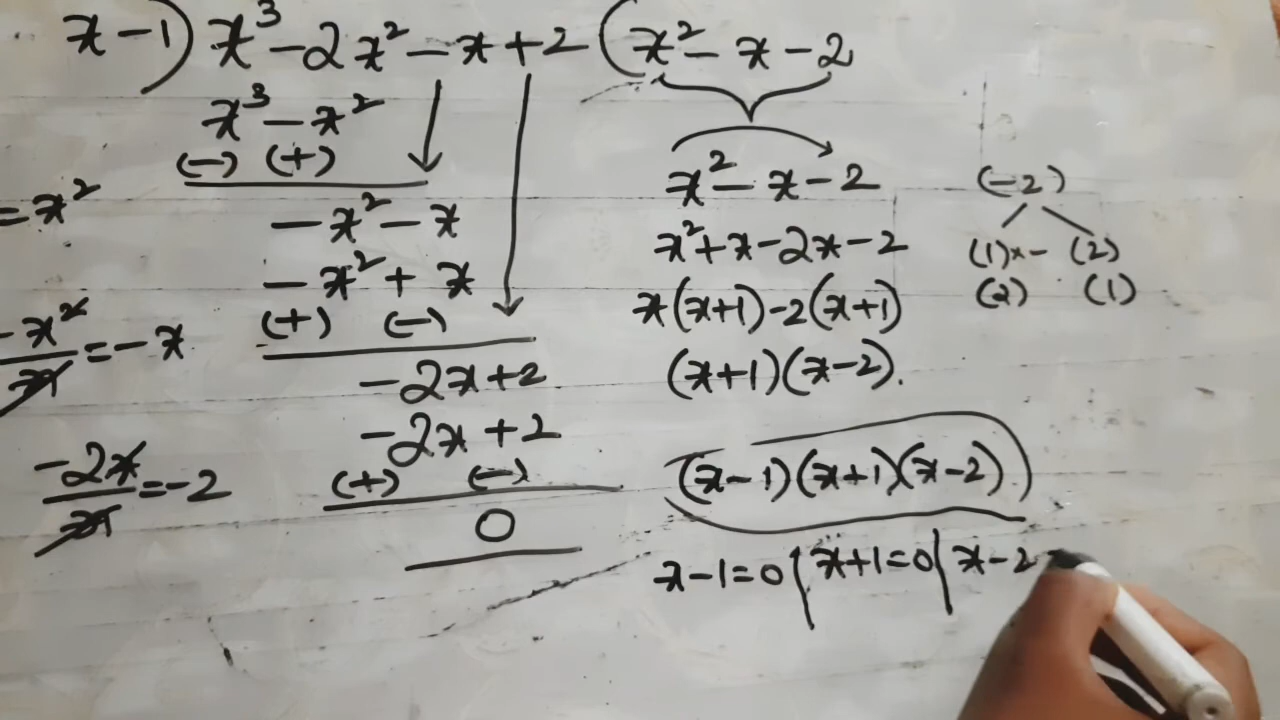 x-1) x³-2x²-x+2 (x²-x-2
x³-x²
(-) (+)
=x²
-x²-x
-x²+x
(+) (-)
-x²/x=-x
-2x+2
-2x+2
(+) (-)
-2x/x=-2
0
x²-x-2
x²+x-2x-2
x(x+1)-2(x+1)
(x+1)(x-2).
(-2)
(1)x-(2)
(2) (1)
(x-1)(x+1)(x-2)
x-1=0 | x+1=0 | x-2